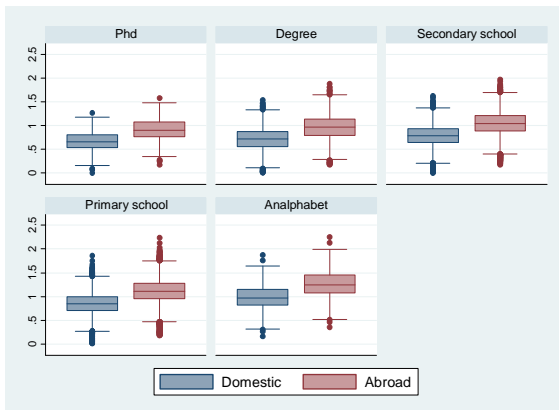 Phd Degree Secondary school
0 .5 1 1.5 2 2.5
Primary school Analphabet
0 .5 1 1.5 2 2.5
Domestic Abroad